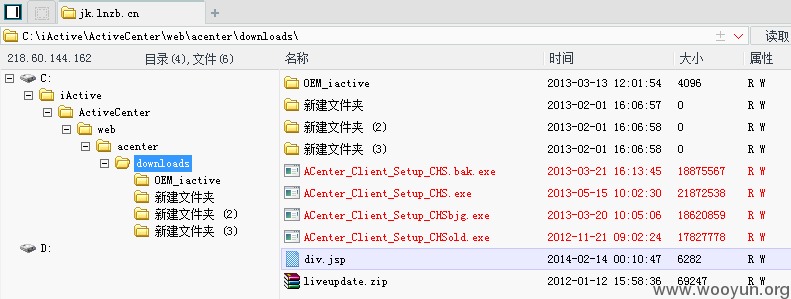 jk.lnzb.cn
C:\iActive\ActiveCenter\web\acenter\downloads\
读取
218.60.144.162 目录(4),文件(6) 名称 时间 大小 属性
C:
iActive
ActiveCenter
web
acenter
downloads
OEM_iactive
新建文件夹
新建文件夹 (2)
新建文件夹 (3)
D:
OEM_iactive 2013-03-13 12:01:54 4096 R W
新建文件夹 2013-02-01 16:06:57 0 R W
新建文件夹 (2) 2013-02-01 16:06:58 0 R W
新建文件夹 (3) 2013-02-01 16:06:58 0 R W
ACenter_Client_Setup_CHS.bak.exe 2013-03-21 16:13:45 18875567 R W
ACenter_Client_Setup_CHS.exe 2013-05-15 10:02:30 21872538 R W
ACenter_Client_Setup_CHSbjg.exe 2013-03-20 10:05:06 18620859 R W
ACenter_Client_Setup_CHSold.exe 2012-11-21 09:02:24 17827778 R W
div.jsp 2014-02-14 00:10:47 6282 R W
liveupdate.zip 2012-01-12 15:58:36 69247 R W
www.wooyun.org